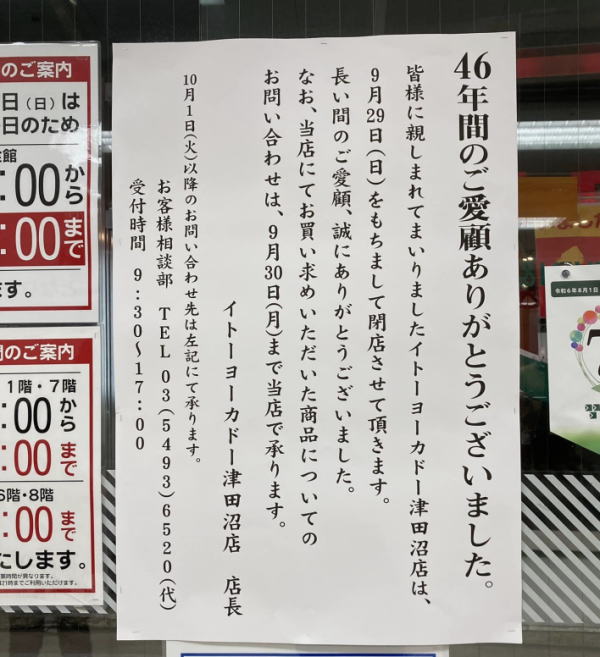 46年間のご愛顧ありがとうございました。
皆様に親しまれてまいりましたイトーヨーカドー津田沼店は、
9月29日(日)をもちまして閉店させて頂きます。
長い間のご愛顧、誠にありがとうございました。
なお、当店にてお買い求めいただいた商品についての
お問い合わせは、9月30日(月)まで当店で承ります。
イトーヨーカドー津田沼店 店長
10月1日(火)以降のお問い合わせ先は左記にて承ります。
お客様相談部 TEL 03(5493)6520(代)
受付時間 9:30~17:00
のご案内
日(日)は
日のため
館
:00から
:00まで
ます。
間のご案内
1階・7階
:00から
:00まで
6階・8階
:00まで
たします。
令和6年8月1日
7